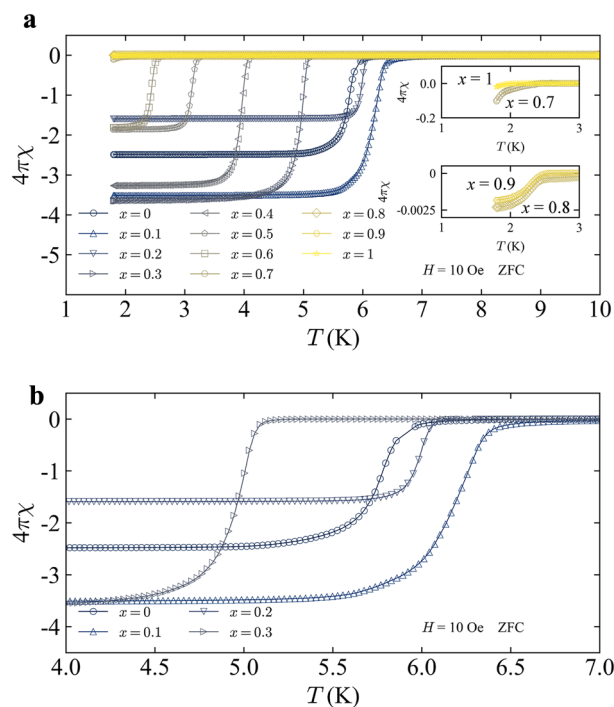 a
0
-1
-2
-3
-4
-5
4πχ
x = 0
x = 0.1
x = 0.2
x = 0.3
x = 0.4
x = 0.5
x = 0.6
x = 0.7
x = 0.8
x = 0.9
x = 1
H = 10 Oe ZFC
1 2 3 4 5 6 7 8 9 10
T (K)
0.0
-0.2
4πχ
x = 1
x = 0.7
2 3
T (K)
0
-0.0025
4πχ
x = 0.9
x = 0.8
2 3
T (K)
b
0
-1
-2
-3
-4
-5
4πχ
x = 0
x = 0.1
x = 0.2
x = 0.3
H = 10 Oe ZFC
4.0 4.5 5.0 5.5 6.0 6.5 7.0
T (K)